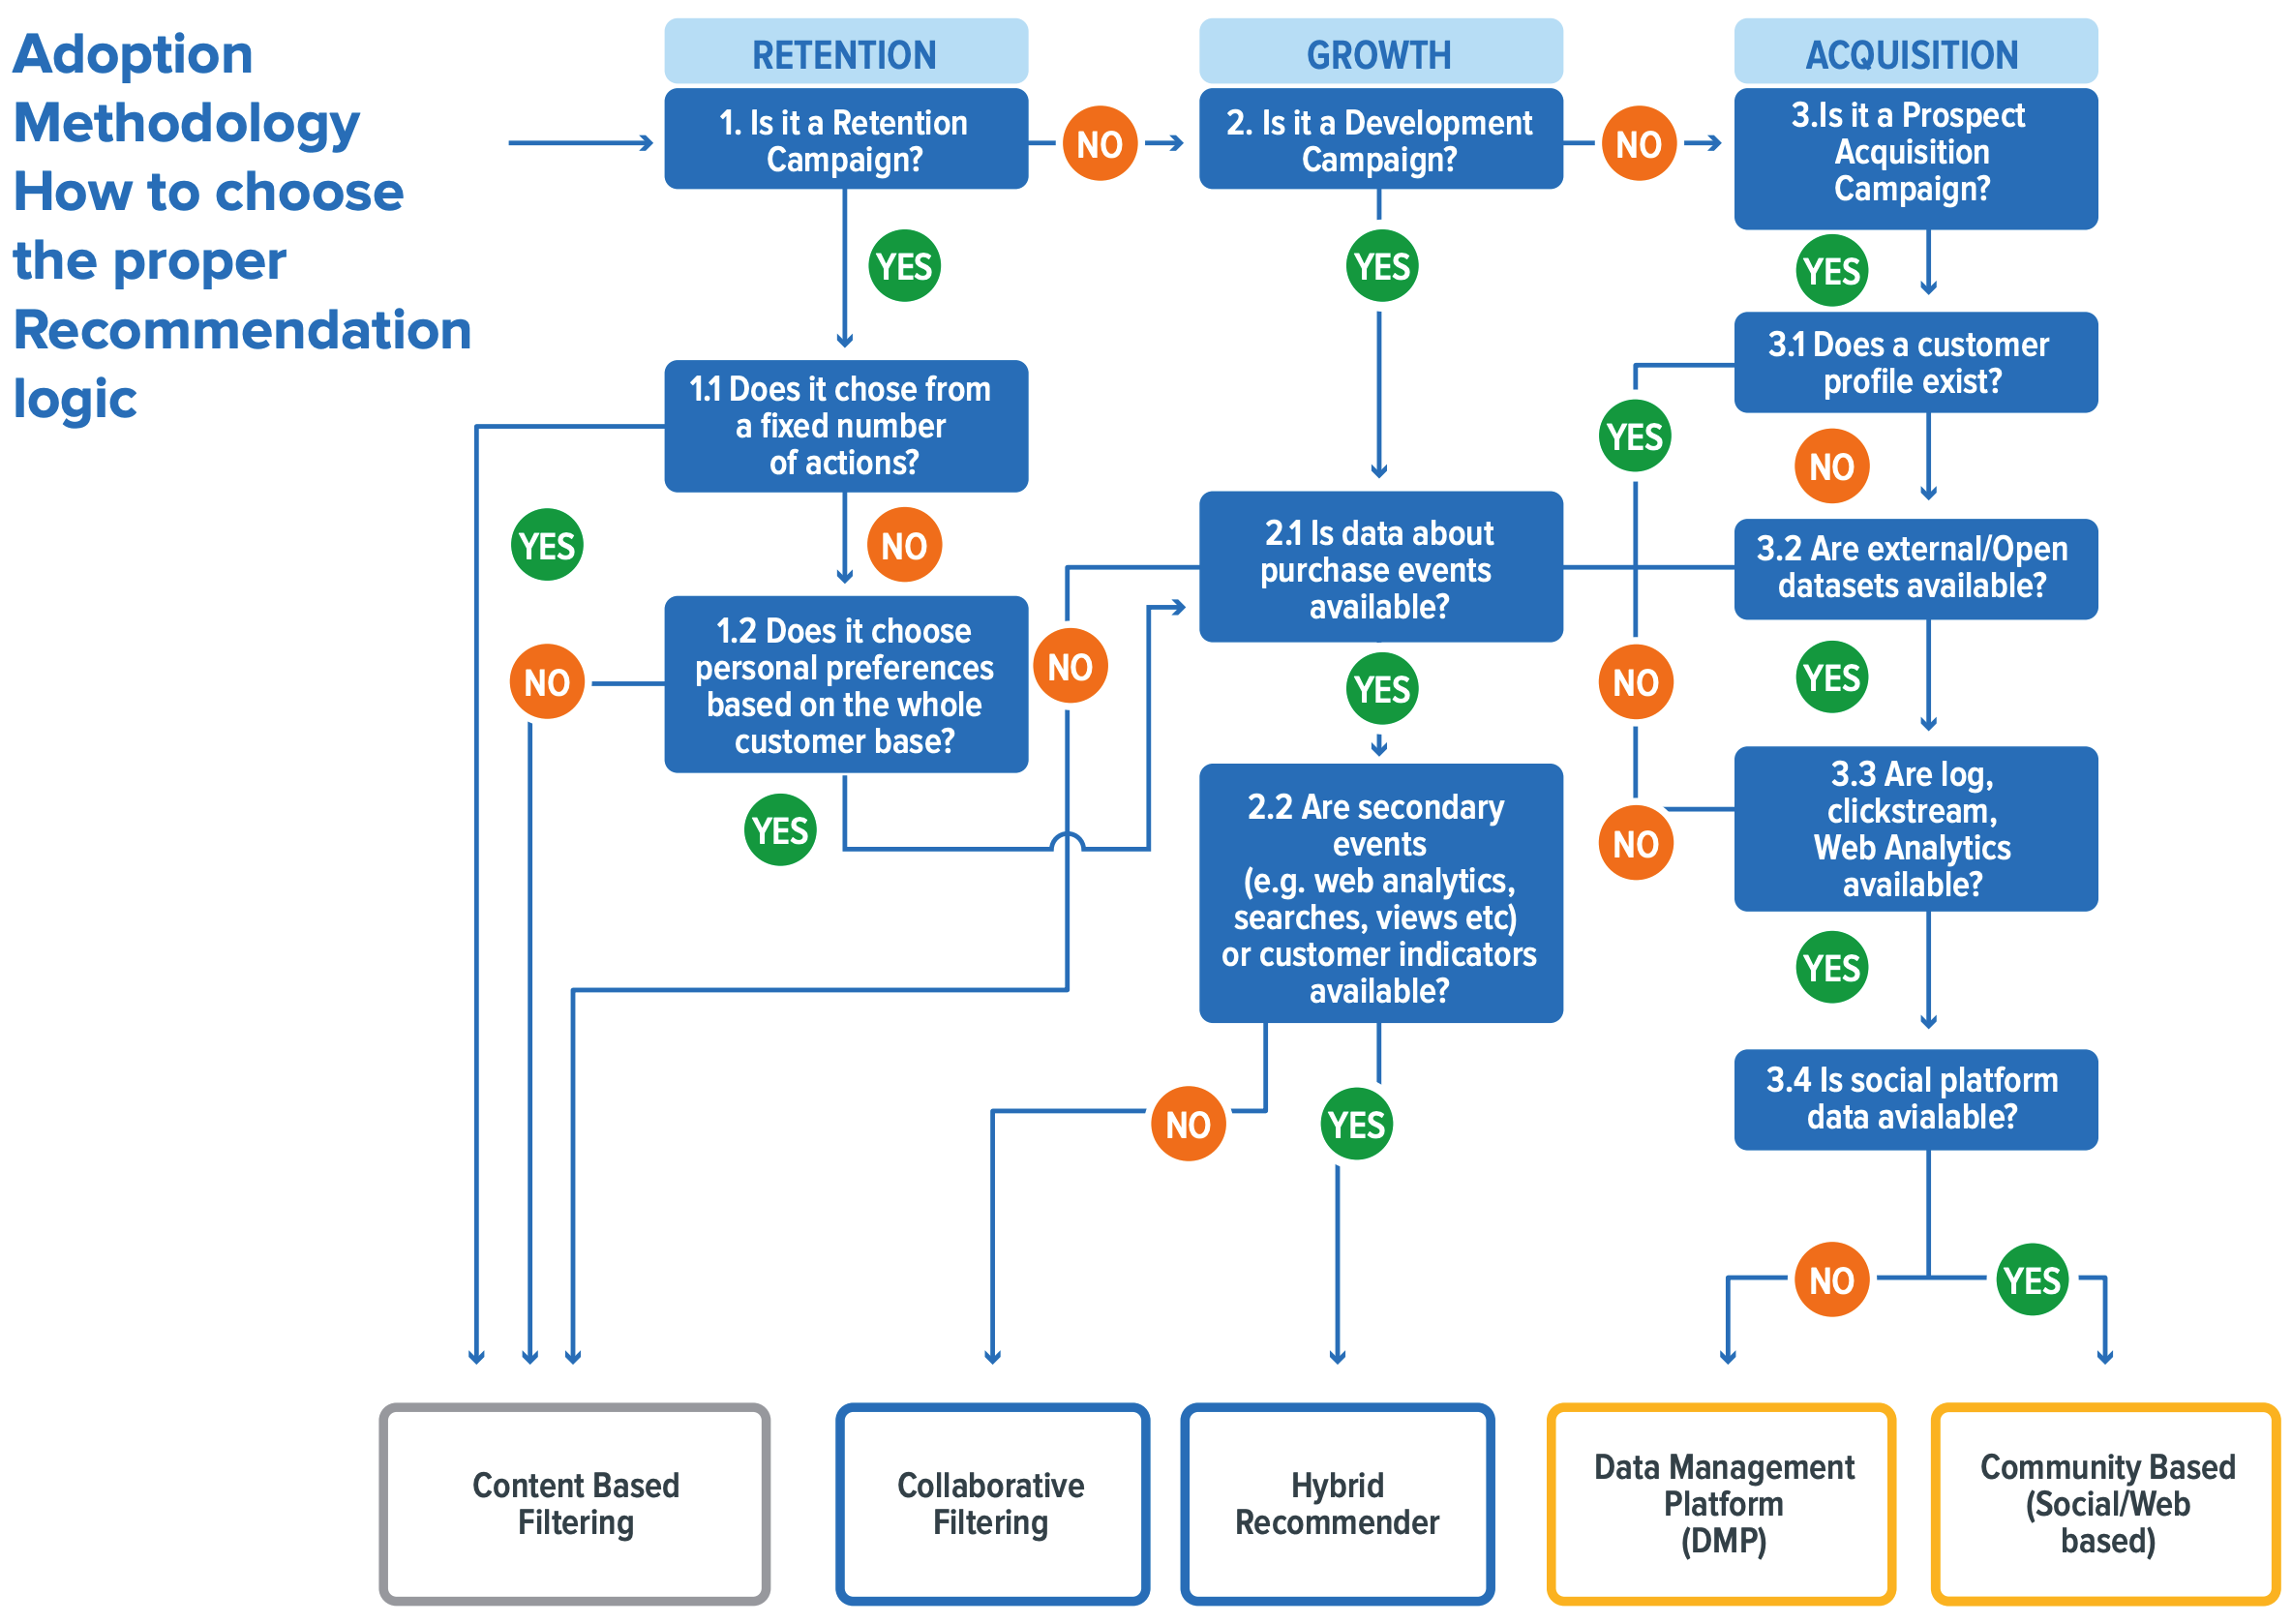 Adoption
Methodology
How to choose
the proper
Recommendation
logic
RETENTION
GROWTH
ACQUISITION
1. Is it a Retention
Campaign?
NO
2. Is it a Development
Campaign?
NO
3.Is it a Prospect
Acquisition
Campaign?
YES
YES
YES
3.1 Does a customer
profile exist?
1.1 Does it chose from
a fixed number
of actions?
YES
NO
YES
NO
2.1 Is data about
purchase events
available?
3.2 Are external/Open
datasets available?
1.2 Does it choose
personal preferences
based on the whole
customer base?
NO
NO
YES
NO
YES
YES
2.2 Are secondary
events
(e.g. web analytics,
searches, views etc)
or customer indicators
available?
NO
3.3 Are log,
clickstream,
Web Analytics
available?
YES
3.4 Is social platform
data avialable?
NO
YES
NO
YES
Content Based
Filtering
Collaborative
Filtering
Hybrid
Recommender
Data Management
Platform
(DMP)
Community Based
(Social/Web
based)